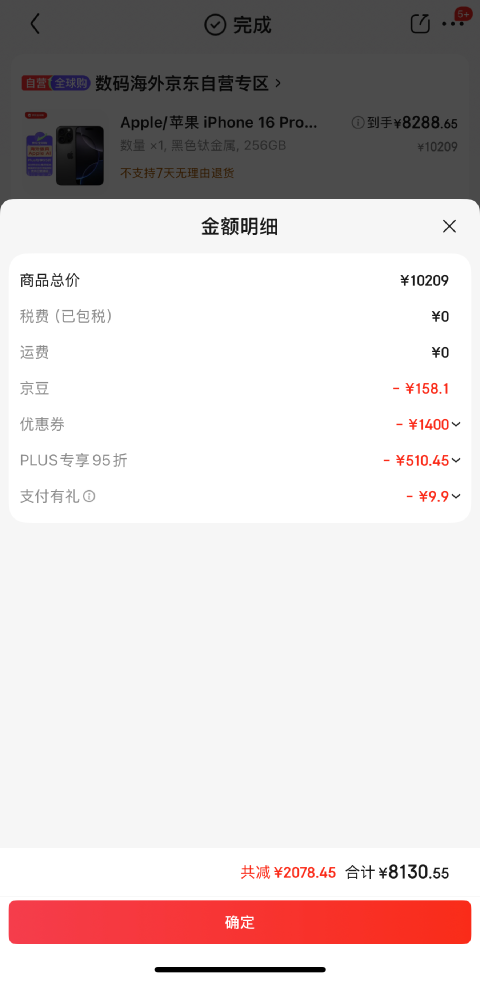 完成
5+
自营 全球购 数码海外京东自营专区 >
Apple/苹果 iPhone 16 Pro... 到手¥8288.65
数量 ×1, 黑色钛金属, 256GB ¥10209
不支持7天无理由退货
金额明细
商品总价 ¥10209
税费 (已包税) ¥0
运费 ¥0
京豆 - ¥158.1
优惠券 - ¥1400
PLUS专享95折 - ¥510.45
支付有礼 - ¥9.9
共减 ¥2078.45 合计 ¥8130.55
确定